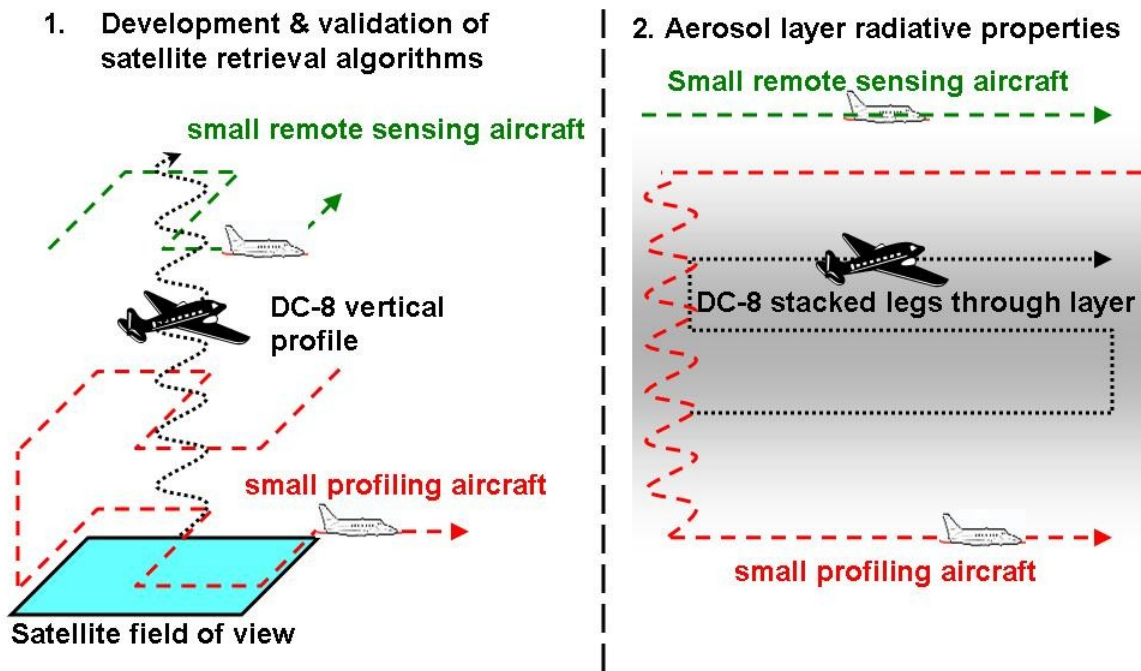 1. Development & validation of
satellite retrieval algorithms
small remote sensing aircraft
DC-8 vertical
profile
small profiling aircraft
Satellite field of view
2. Aerosol layer radiative properties
Small remote sensing aircraft
DC-8 stacked legs through layer
small profiling aircraft